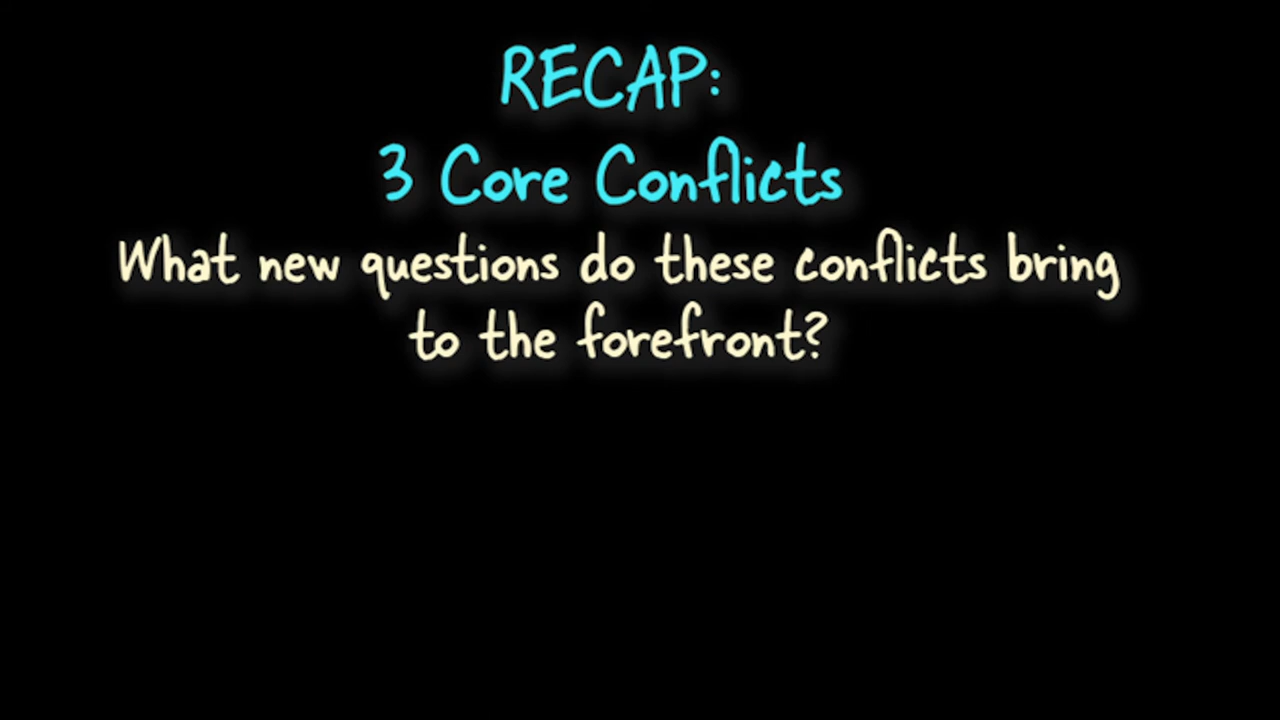 RECAP:
3 Core Conflicts
What new questions do these conflicts bring
to the forefront?